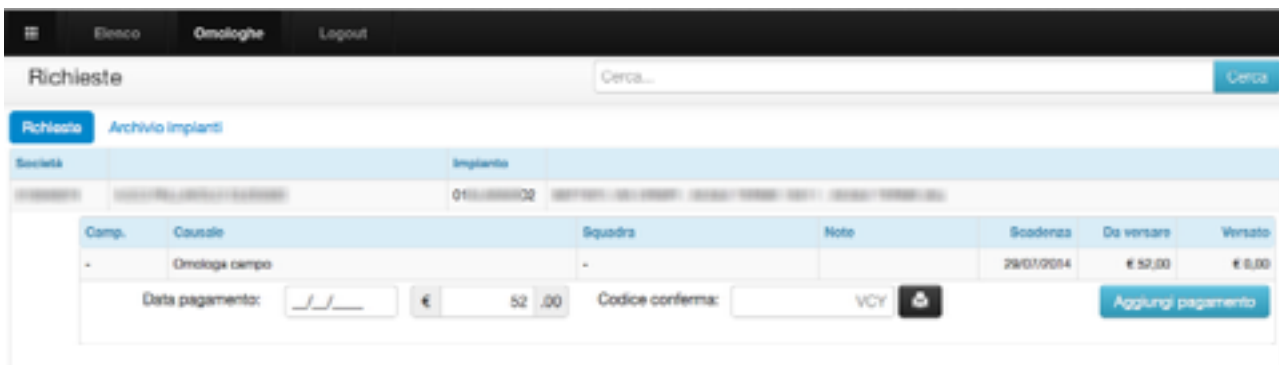 Elenco Omologhe Logout
Richieste Cerca... Cerca
Richieste Archivio impianti
Società Impianto
01 02
Camp. Causale Squadra Note Scadenza Da versare Versato
- Omologa campo - 29/07/2014 € 52,00 € 0,00
Data pagamento: __/__/____ € 52 .00 Codice conferma: VCY Aggiungi pagamento